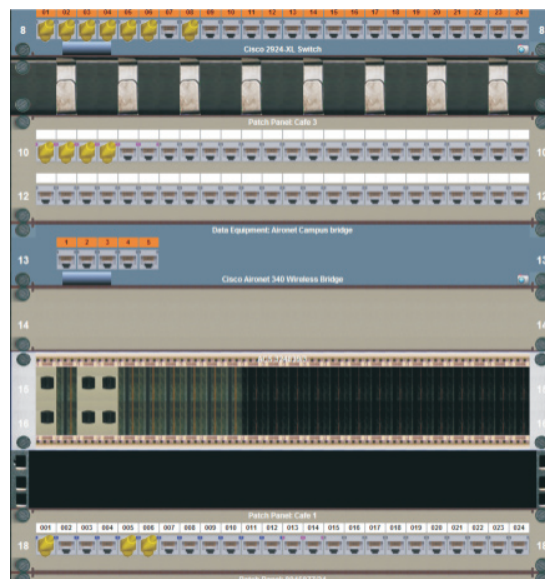 01 02 03 04 05 06 07 08 09 10 11 12 13 14 15 16 17 18 19 20 21 22 23 24
8 8
Cisco 2924-XL Switch
Patch Panel: Cafe 3
10 10
12 12
Data Equipment: Aironet Campus bridge
1 2 3 4 5
13 13
Cisco Aironet 340 Wireless Bridge
14 14
15
16
Patch Panel: Cafe 1
001 002 003 004 005 006 007 008 009 010 011 012 013 014 015 016 017 018 019 020 021 022 023 024
18 18